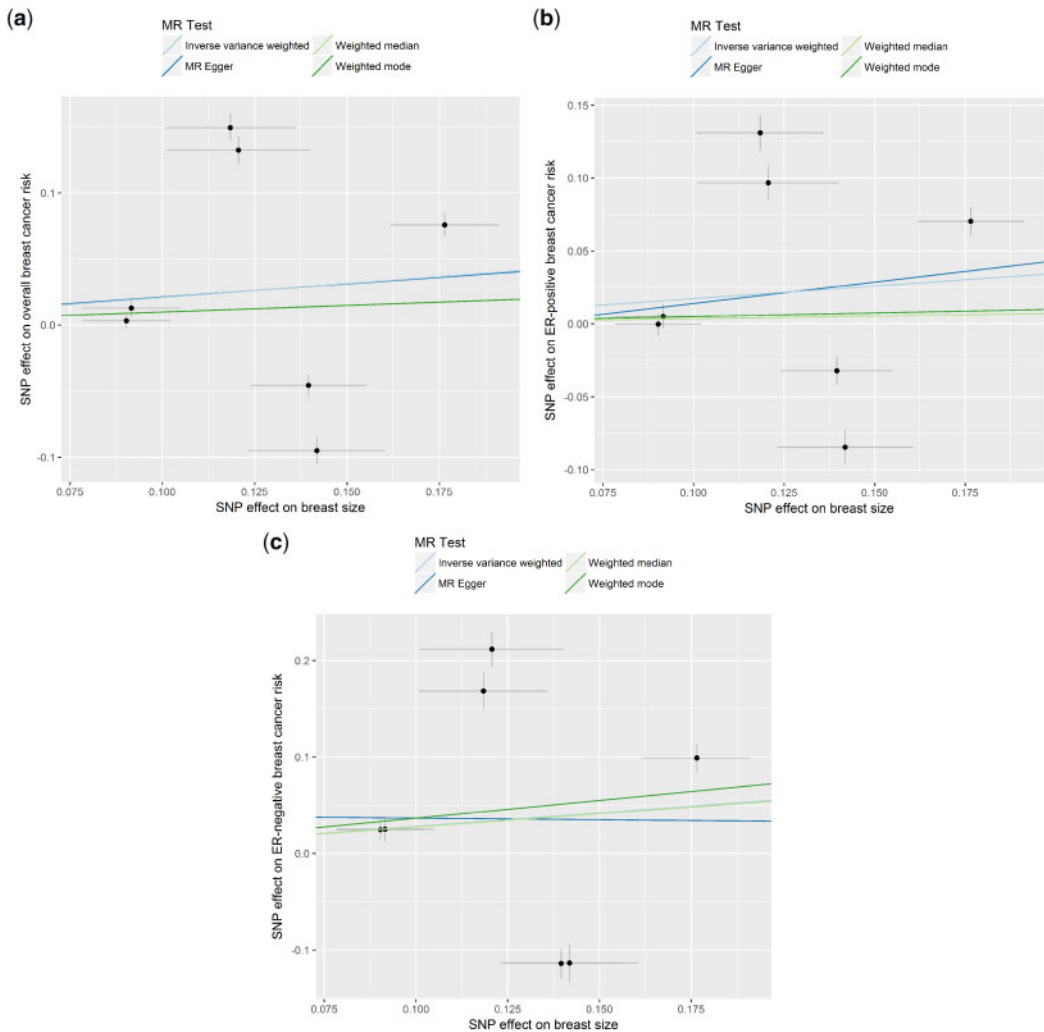 (a)
MR Test
Inverse variance weighted
Weighted median
MR Egger
Weighted mode
SNP effect on overall breast cancer risk
0.1
0.0
-0.1
0.075
0.100
0.125
0.150
0.175
SNP effect on breast size
(b)
MR Test
Inverse variance weighted
Weighted median
MR Egger
Weighted mode
SNP effect on ER-positive breast cancer risk
0.15
0.10
0.05
0.00
-0.05
-0.10
0.075
0.100
0.125
0.150
0.175
SNP effect on breast size
(c)
MR Test
Inverse variance weighted
Weighted median
MR Egger
Weighted mode
SNP effect on ER-negative breast cancer risk
0.2
0.1
0.0
-0.1
0.075
0.100
0.125
0.150
0.175
SNP effect on breast size